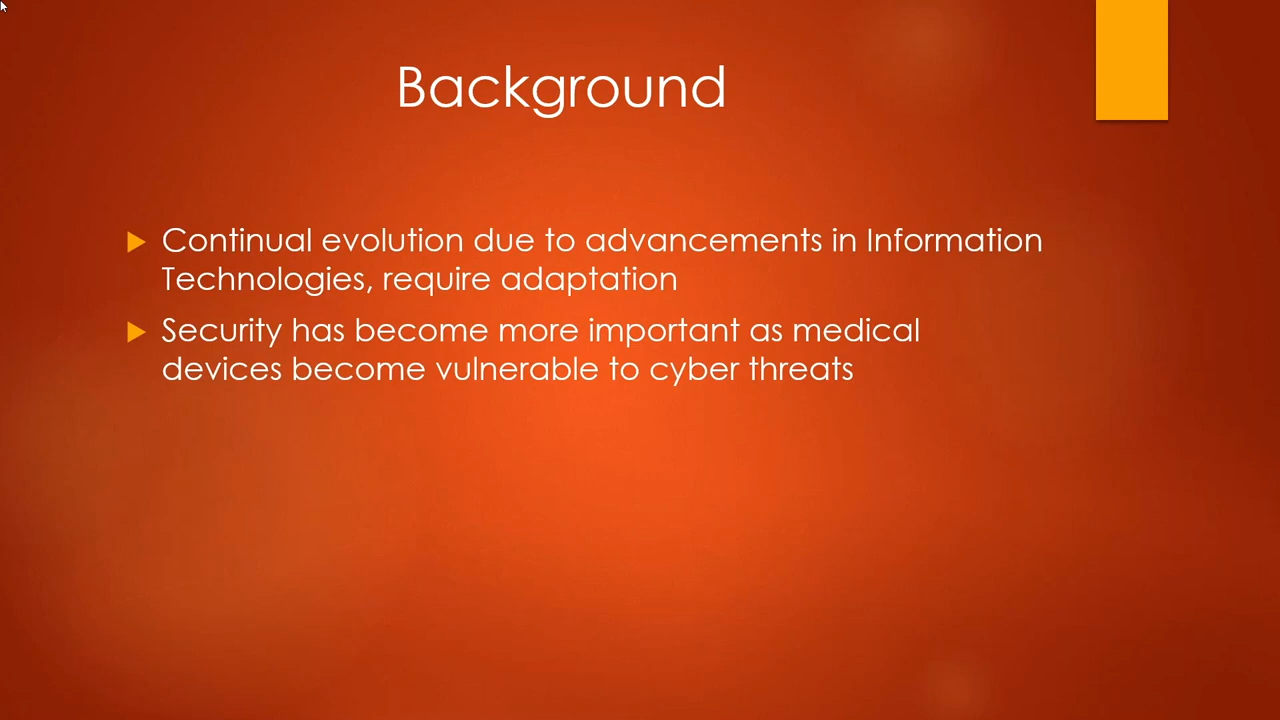 Background
Continual evolution due to advancements in Information
Technologies, require adaptation
Security has become more important as medical
devices become vulnerable to cyber threats